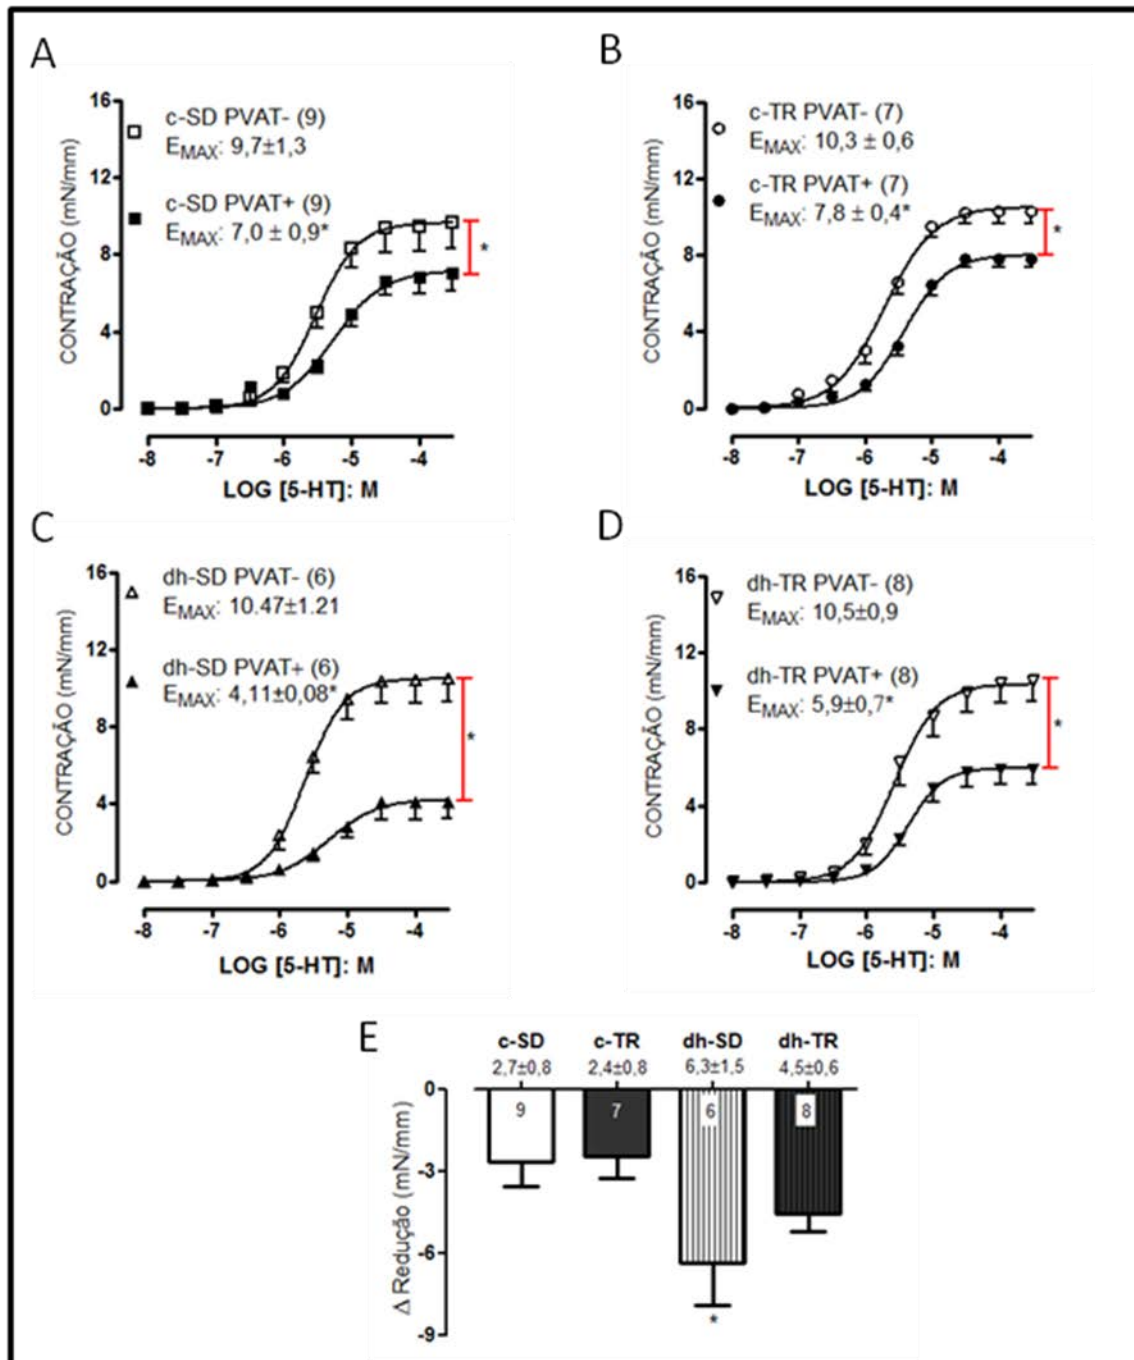 A
16
12
8
4
0
CONTRAÇÃO (mN/mm)
c-SD PVAT- (9)
EMAX: 9,7±1,3
c-SD PVAT+ (9)
EMAX: 7,0 ± 0,9*
*
-8 -7 -6 -5 -4
LOG [5-HT]: M
B
16
12
8
4
0
CONTRAÇÃO (mN/mm)
c-TR PVAT- (7)
EMAX: 10,3 ± 0,6
c-TR PVAT+ (7)
EMAX: 7,8 ± 0,4*
*
-8 -7 -6 -5 -4
LOG [5-HT]: M
C
16
12
8
4
0
CONTRAÇÃO (mN/mm)
dh-SD PVAT- (6)
EMAX: 10.47±1.21
dh-SD PVAT+ (6)
EMAX: 4,11±0,08*
*
-8 -7 -6 -5 -4
LOG [5-HT]: M
D
16
12
8
4
0
CONTRAÇÃO (mN/mm)
dh-TR PVAT- (8)
EMAX: 10,5±0,9
dh-TR PVAT+ (8)
EMAX: 5,9±0,7*
*
-8 -7 -6 -5 -4
LOG [5-HT]: M
E
c-SD c-TR dh-SD dh-TR
2,7±0,8 2,4±0,8 6,3±1,5 4,5±0,6
0
-3
-6
-9
Δ Redução (mN/mm)
9 7 6 8
*